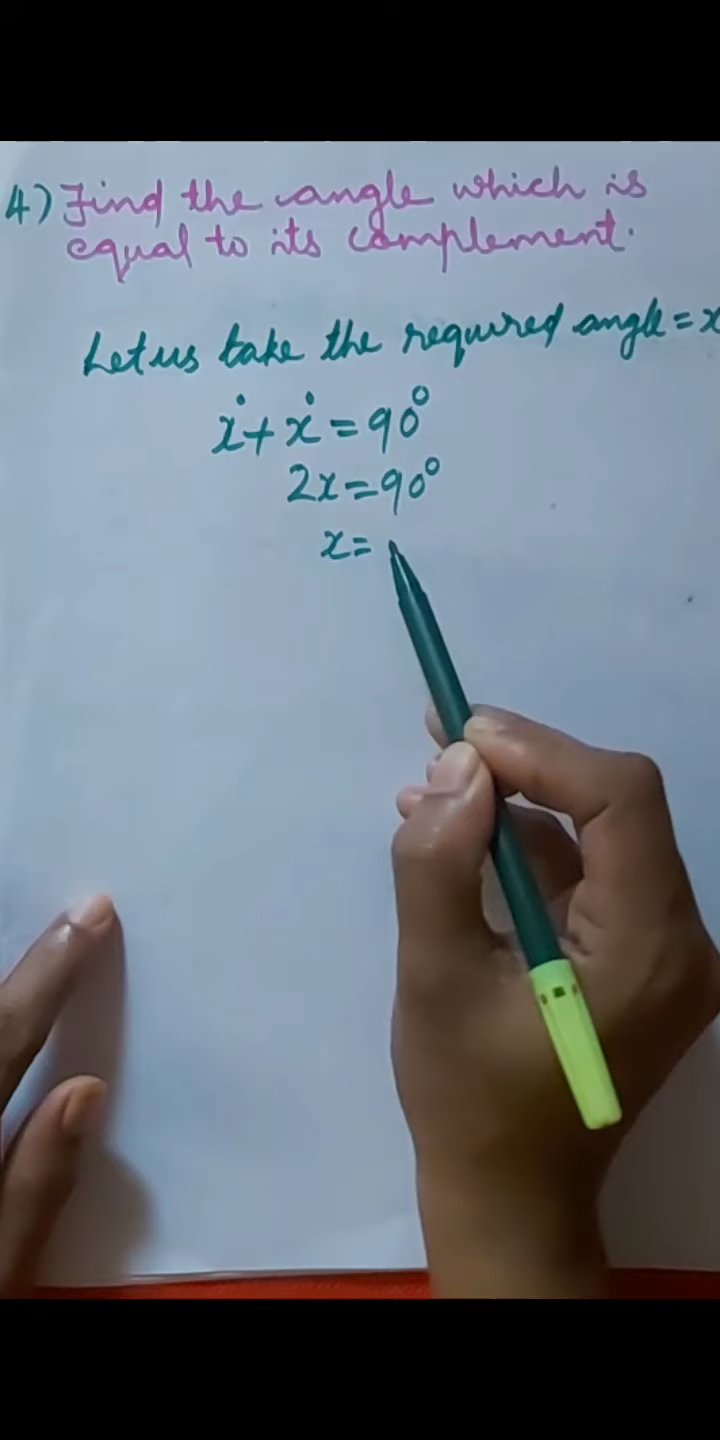 4) Find the angle which is
equal to its complement.
Let us take the required angle = x
x° + x° = 90°
2x = 90°
x =